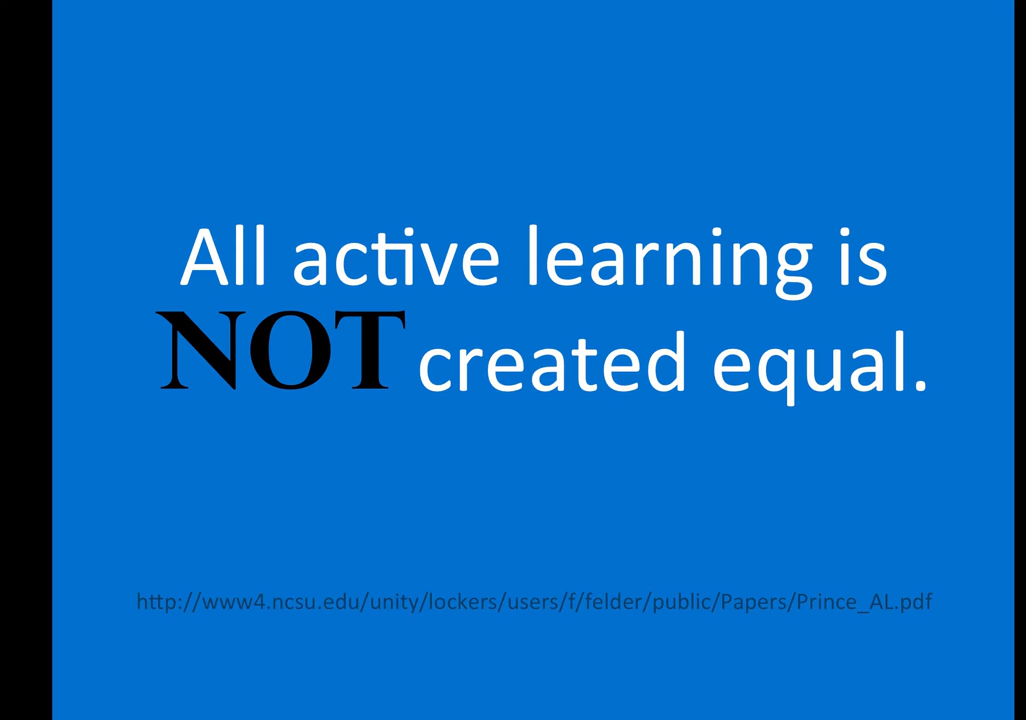 All active learning is
NOT created equal.
http://www4.ncsu.edu/unity/lockers/users/f/felder/public/Papers/Prince_AL.pdf